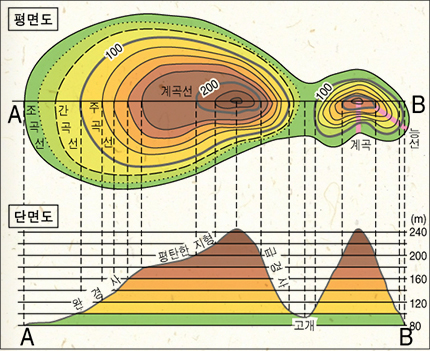 평면도
100
계곡선
200
100
A
B
조곡선
간곡선
주곡선
계곡
능선
단면도
(m)
240
200
160
120
80
완경사
평탄한 지형
급경사
고개
A
B